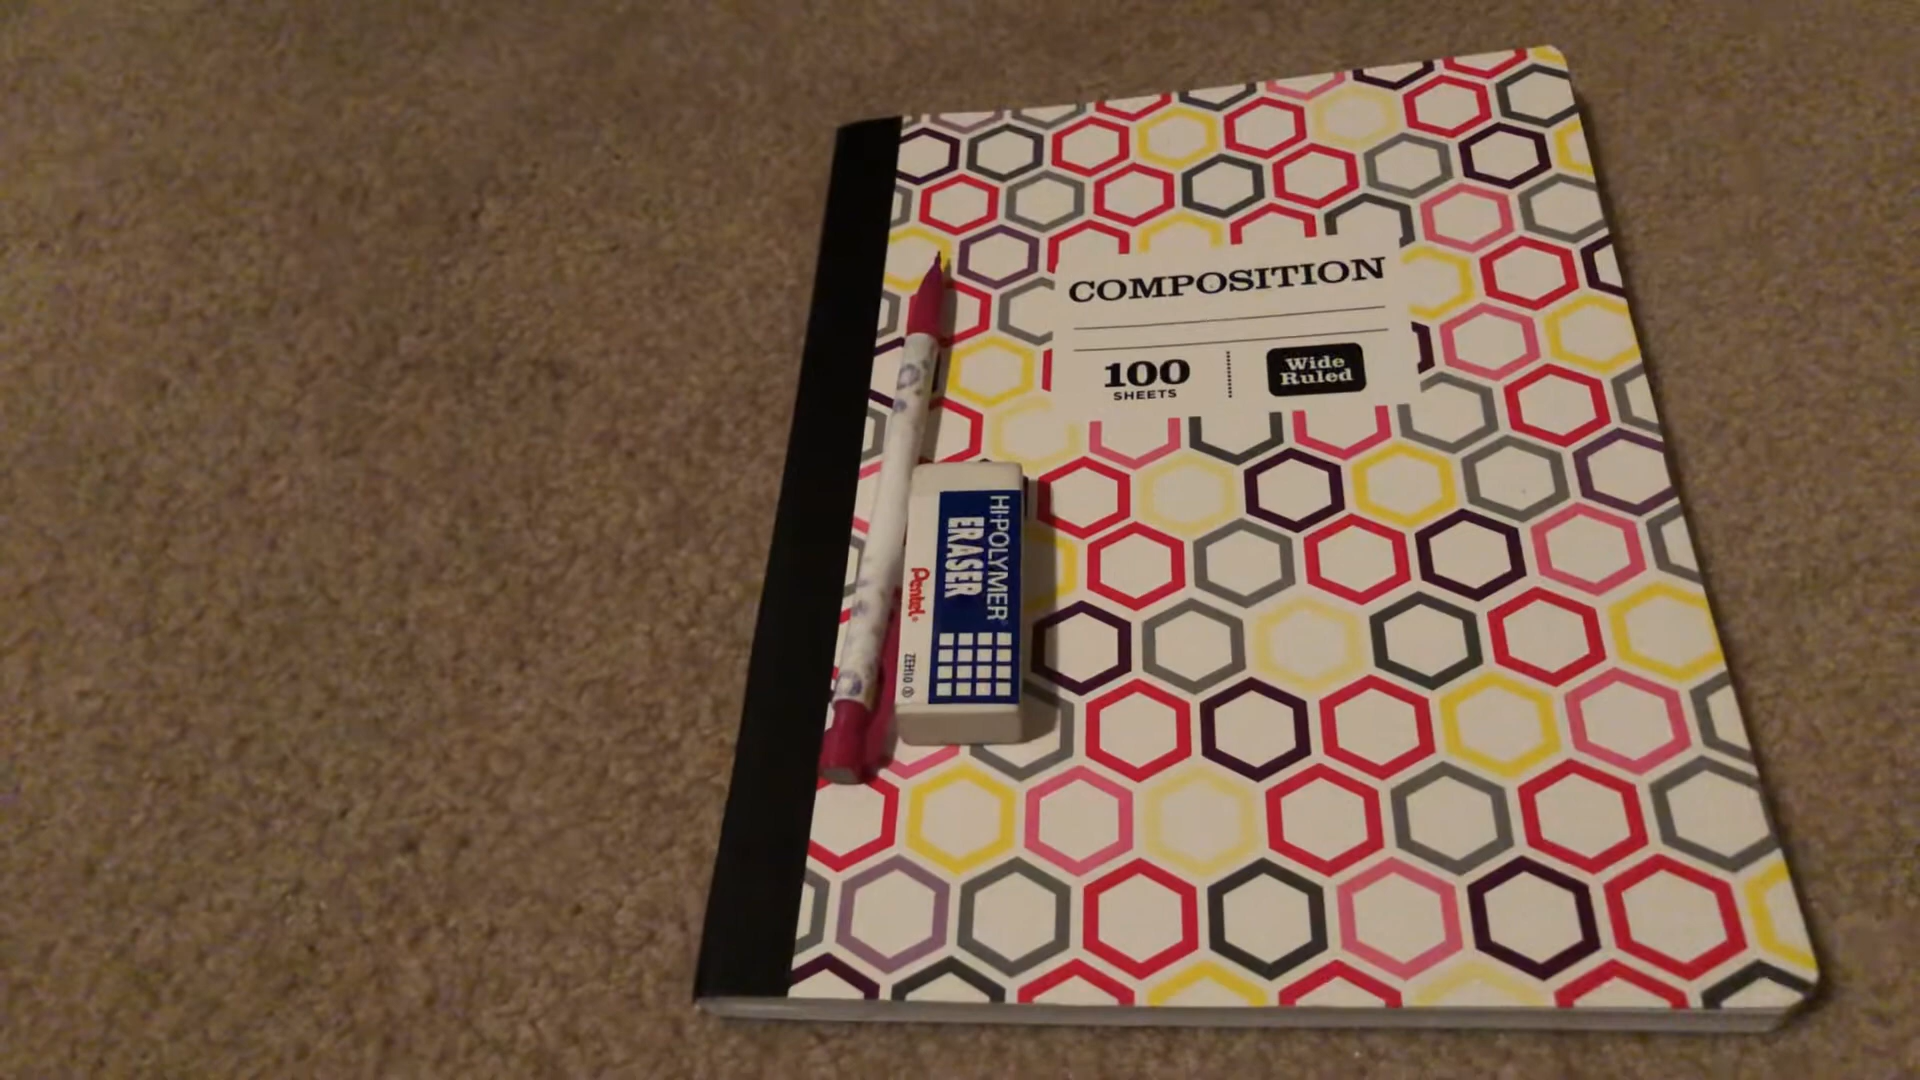 COMPOSITION
100
SHEETS
Wide
Ruled
HI-POLYMER®
ERASER
Pentel®
ZEH10